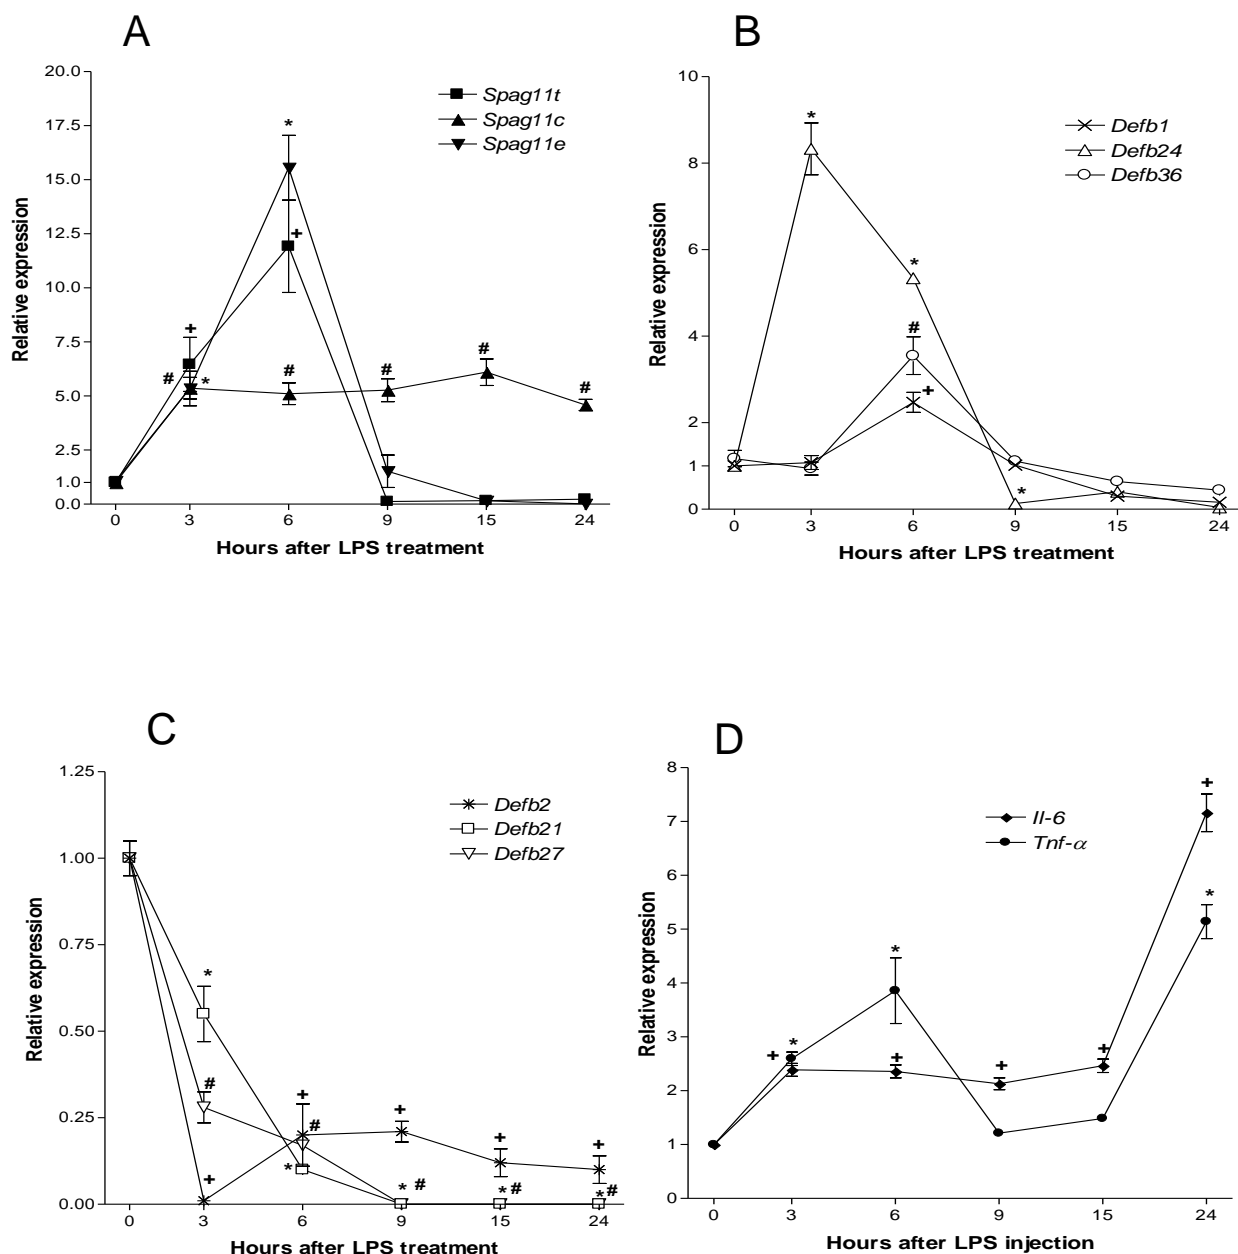 A
Relative expression
20.0
17.5
15.0
12.5
10.0
7.5
5.0
2.5
1.0
0.0
Spag11t
Spag11c
Spag11e
*
+
+
#
*
#
#
#
#
0 3 6 9 15 24
Hours after LPS treatment
B
Relative expression
10
8
6
4
2
1
0
Defb1
Defb24
Defb36
*
*
#
+
*
0 3 6 9 15 24
Hours after LPS treatment
C
Relative expression
1.25
1.00
0.75
0.50
0.25
0.00
Defb2
Defb21
Defb27
*
#
+
+
#
*
+
* #
+
* #
+
* #
0 3 6 9 15 24
Hours after LPS treatment
D
Relative expression
8
7
6
5
4
3
2
1
0
Il-6
Tnf-α
+
*
*
+
+
+
+
*
0 3 6 9 15 24
Hours after LPS injection